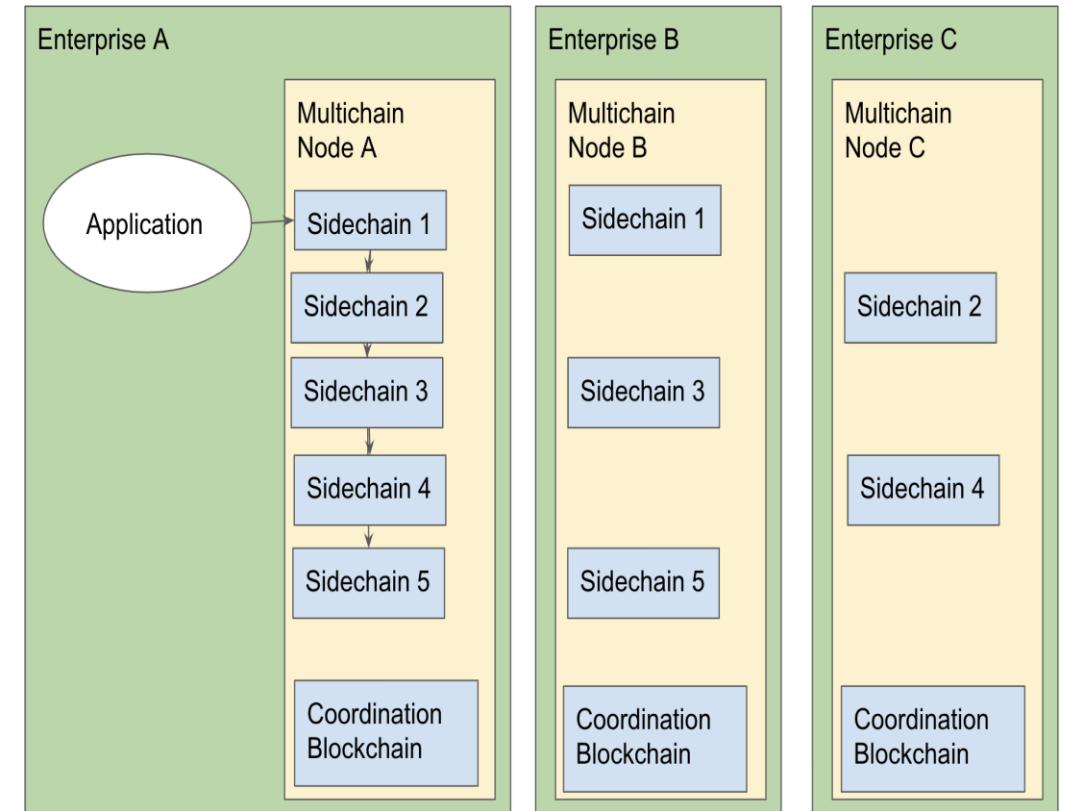 Enterprise A
Multichain
Node A
Application
Sidechain 1
Sidechain 2
Sidechain 3
Sidechain 4
Sidechain 5
Coordination
Blockchain
Enterprise B
Multichain
Node B
Sidechain 1
Sidechain 3
Sidechain 5
Coordination
Blockchain
Enterprise C
Multichain
Node C
Sidechain 2
Sidechain 4
Coordination
Blockchain